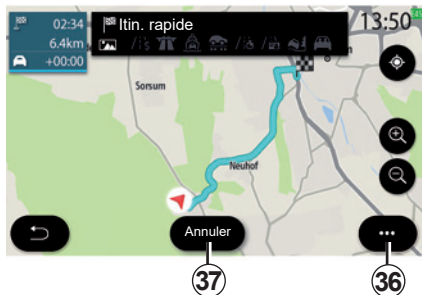 02:34
6.4km
+00:00
Itin. rapide
13:50
Sorsum
Neuhof
Annuler
37
36